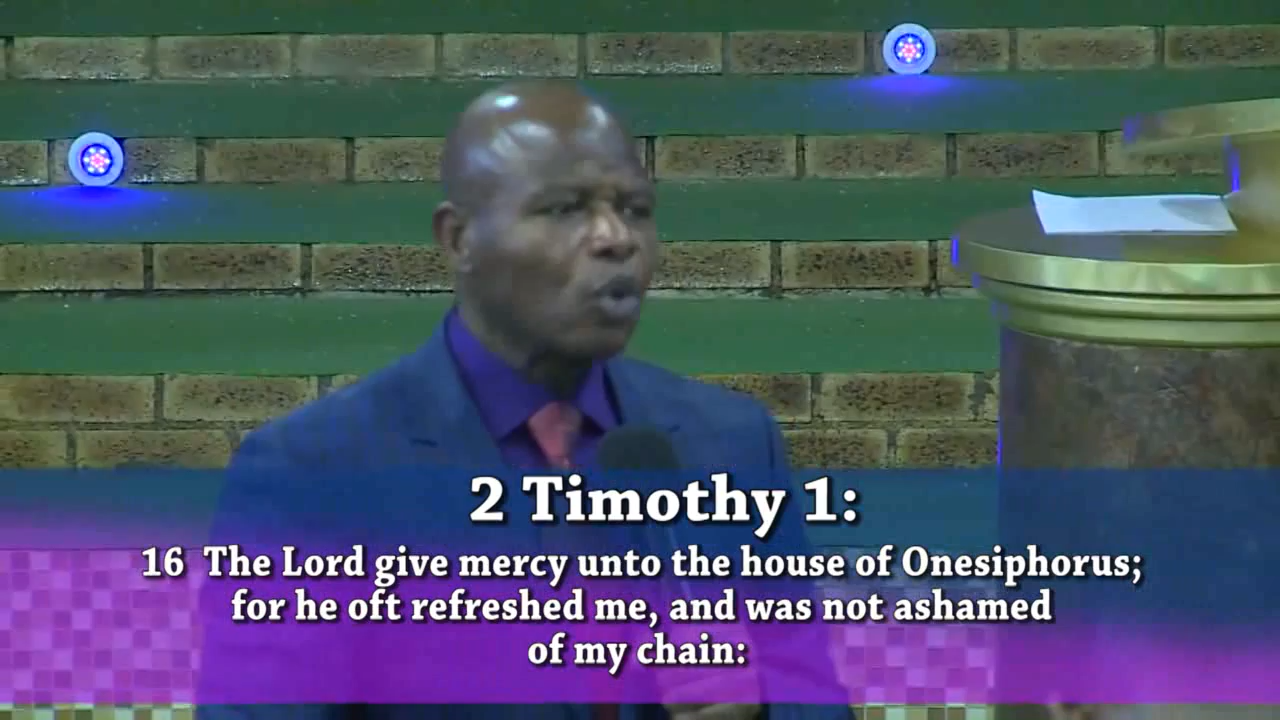 2 Timothy 1:
16 The Lord give mercy unto the house of Onesiphorus;
for he oft refreshed me, and was not ashamed
of my chain: